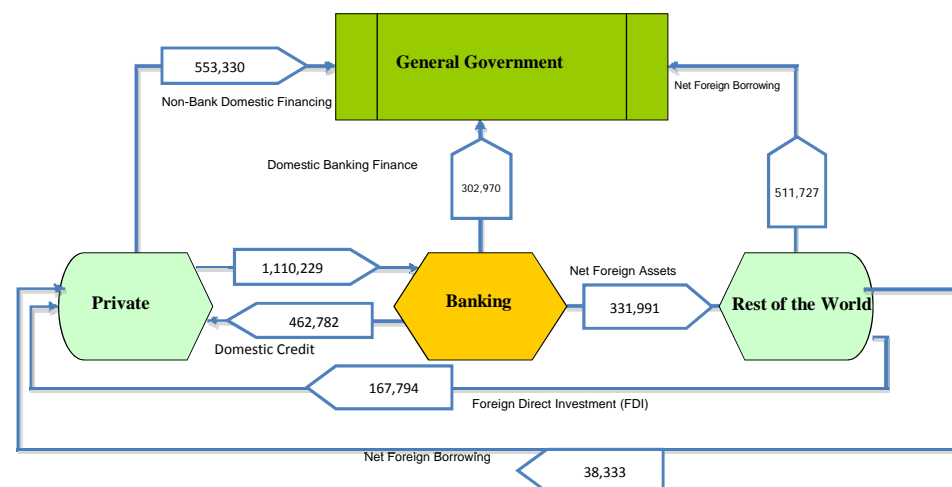 General Government
553,330
Non-Bank Domestic Financing
Net Foreign Borrowing
Domestic Banking Finance
302,970
511,727
1,110,229
Net Foreign Assets
Private
Banking
331,991
Rest of the World
462,782
Domestic Credit
167,794
Foreign Direct Investment (FDI)
Net Foreign Borrowing
38,333